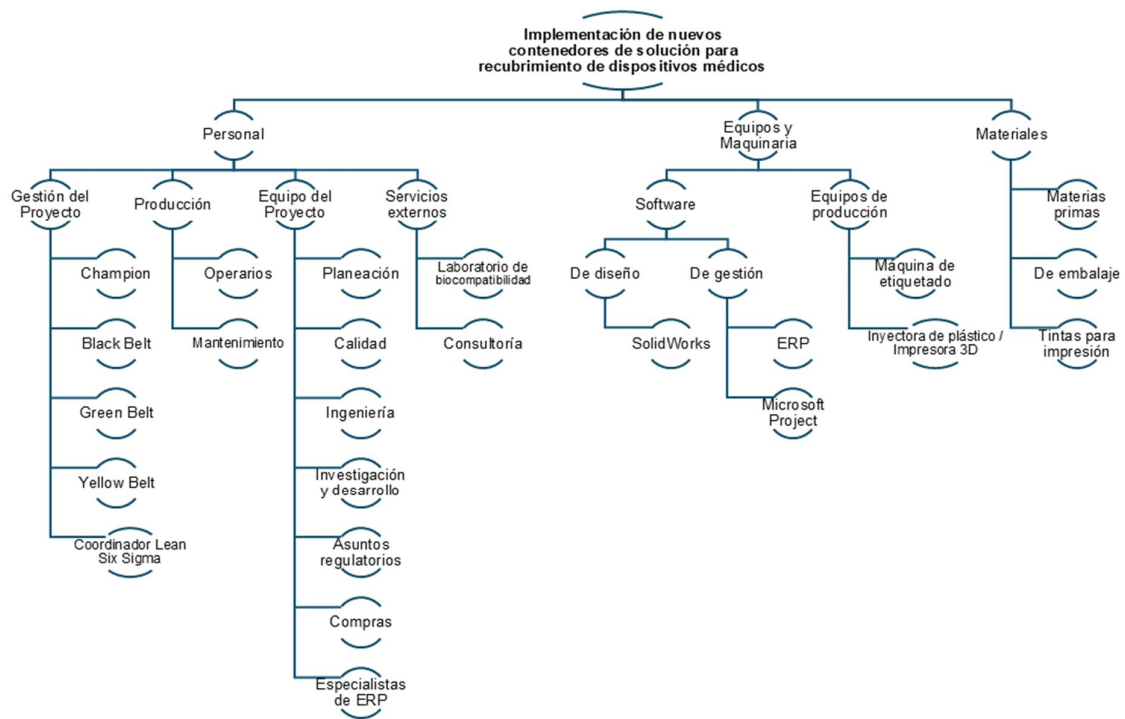 Implementación de nuevos
contenedores de solución para
recubrimiento de dispositivos médicos
Personal
Equipos y
Maquinaria
Materiales
Gestión del
Proyecto
Producción
Equipo del
Proyecto
Servicios
externos
Software
Equipos de
producción
Materias
primas
Champion
Operarios
Planeación
Laboratorio de
biocompatibilidad
De diseño
De gestión
Máquina de
etiquetado
De embalaje
Black Belt
Mantenimiento
Calidad
Consultoría
SolidWorks
ERP
Inyectora de plástico /
Impresora 3D
Tintas para
impresión
Green Belt
Ingeniería
Microsoft
Project
Yellow Belt
Investigación
y desarrollo
Coordinador Lean
Six Sigma
Asuntos
regulatorios
Compras
Especialistas
de ERP